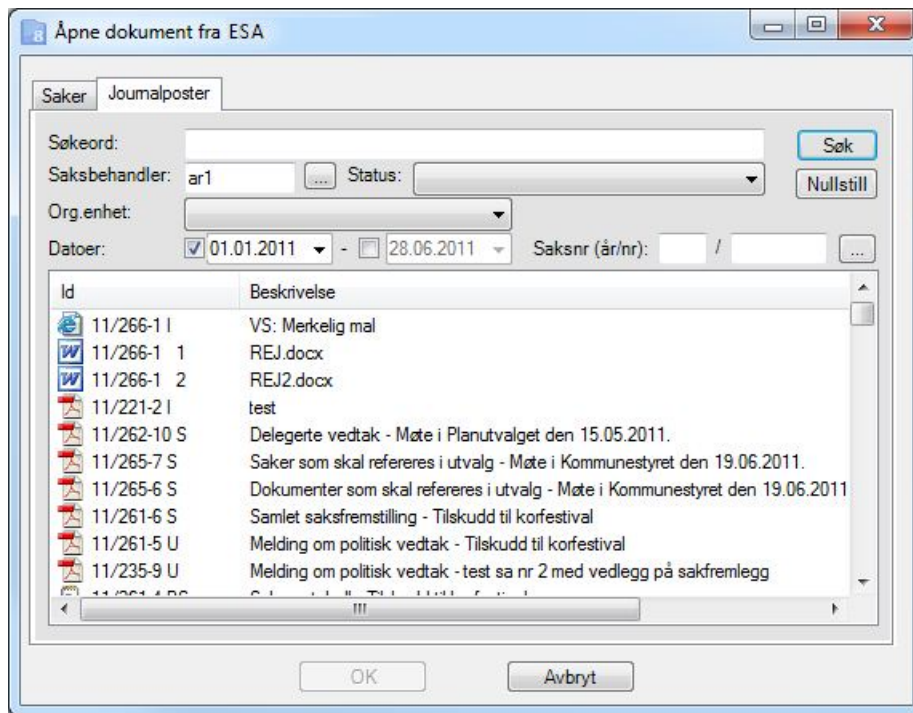 Åpne dokument fra ESA
Saker Journalposter
Søkeord: Søk
Saksbehandler: ar1 ... Status: Nullstill
Org.enhet:
Datoer: 01.01.2011 - 28.06.2011 Saksnr (år/nr): / ...
Id Beskrivelse
11/266-1 I VS: Merkelig mal
11/266-1 1 REJ.docx
11/266-1 2 REJ2.docx
11/221-2 I test
11/262-10 S Delegerte vedtak - Møte i Planutvalget den 15.05.2011.
11/265-7 S Saker som skal refereres i utvalg - Møte i Kommunestyret den 19.06.2011.
11/265-6 S Dokumenter som skal refereres i utvalg - Møte i Kommunestyret den 19.06.2011
11/261-6 S Samlet saksfremstilling - Tilskudd til korfestival
11/261-5 U Melding om politisk vedtak - Tilskudd til korfestival
11/235-9 U Melding om politisk vedtak - test sa nr 2 med vedlegg på sakfremlegg
OK Avbryt